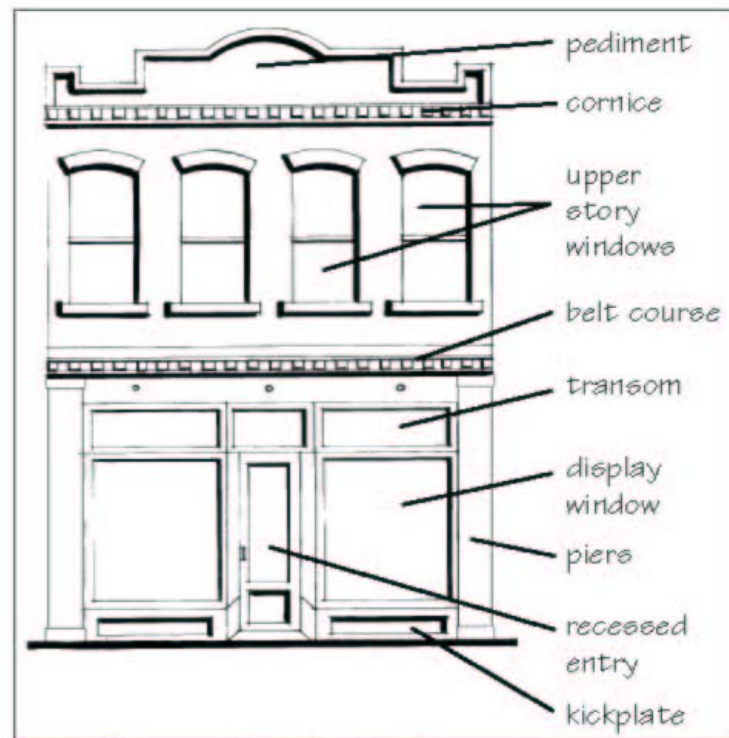 pediment
cornice
upper
story
windows
belt course
transom
display
window
piers
recessed
entry
kickplate